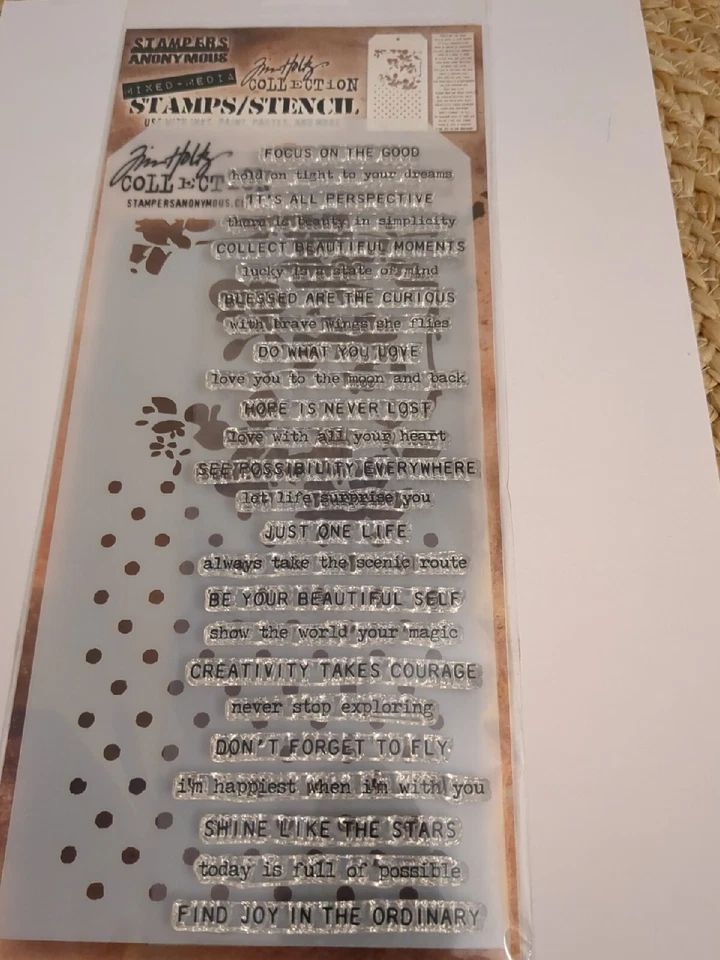 STAMPERS
ANONYMOUS
MIXED-MEDIA
Tim Holtz
COLLECTION
STAMPS/STENCIL
Tim Holtz
COLLECT
STAMPERSANONYMOUS.C
FOCUS ON THE GOOD
hold on tight to your dreams
IT'S ALL PERSPECTIVE
there is beauty in simplicity
COLLECT BEAUTIFUL MOMENTS
lucky is a state of mind
BLESSED ARE THE CURIOUS
with brave wings she flies
DO WHAT YOU LOVE
love you to the moon and back
HOPE IS NEVER LOST
love with all your heart
SEE POSSIBILITY EVERYWHERE
let life surprise you
JUST ONE LIFE
always take the scenic route
BE YOUR BEAUTIFUL SELF
show the world your magic
CREATIVITY TAKES COURAGE
never stop exploring
DON'T FORGET TO FLY
i'm happiest when i'm with you
SHINE LIKE THE STARS
today is full of possible
FIND JOY IN THE ORDINARY